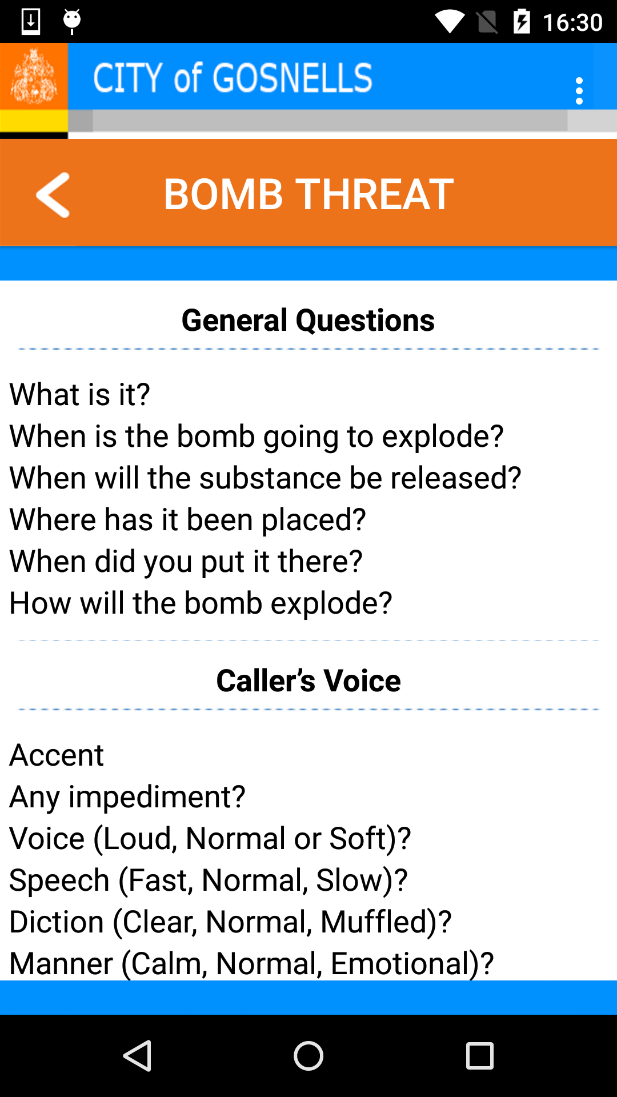 16:30
CITY of GOSNELLS
BOMB THREAT
General Questions
What is it?
When is the bomb going to explode?
When will the substance be released?
Where has it been placed?
When did you put it there?
How will the bomb explode?
Caller’s Voice
Accent
Any impediment?
Voice (Loud, Normal or Soft)?
Speech (Fast, Normal, Slow)?
Diction (Clear, Normal, Muffled)?
Manner (Calm, Normal, Emotional)?